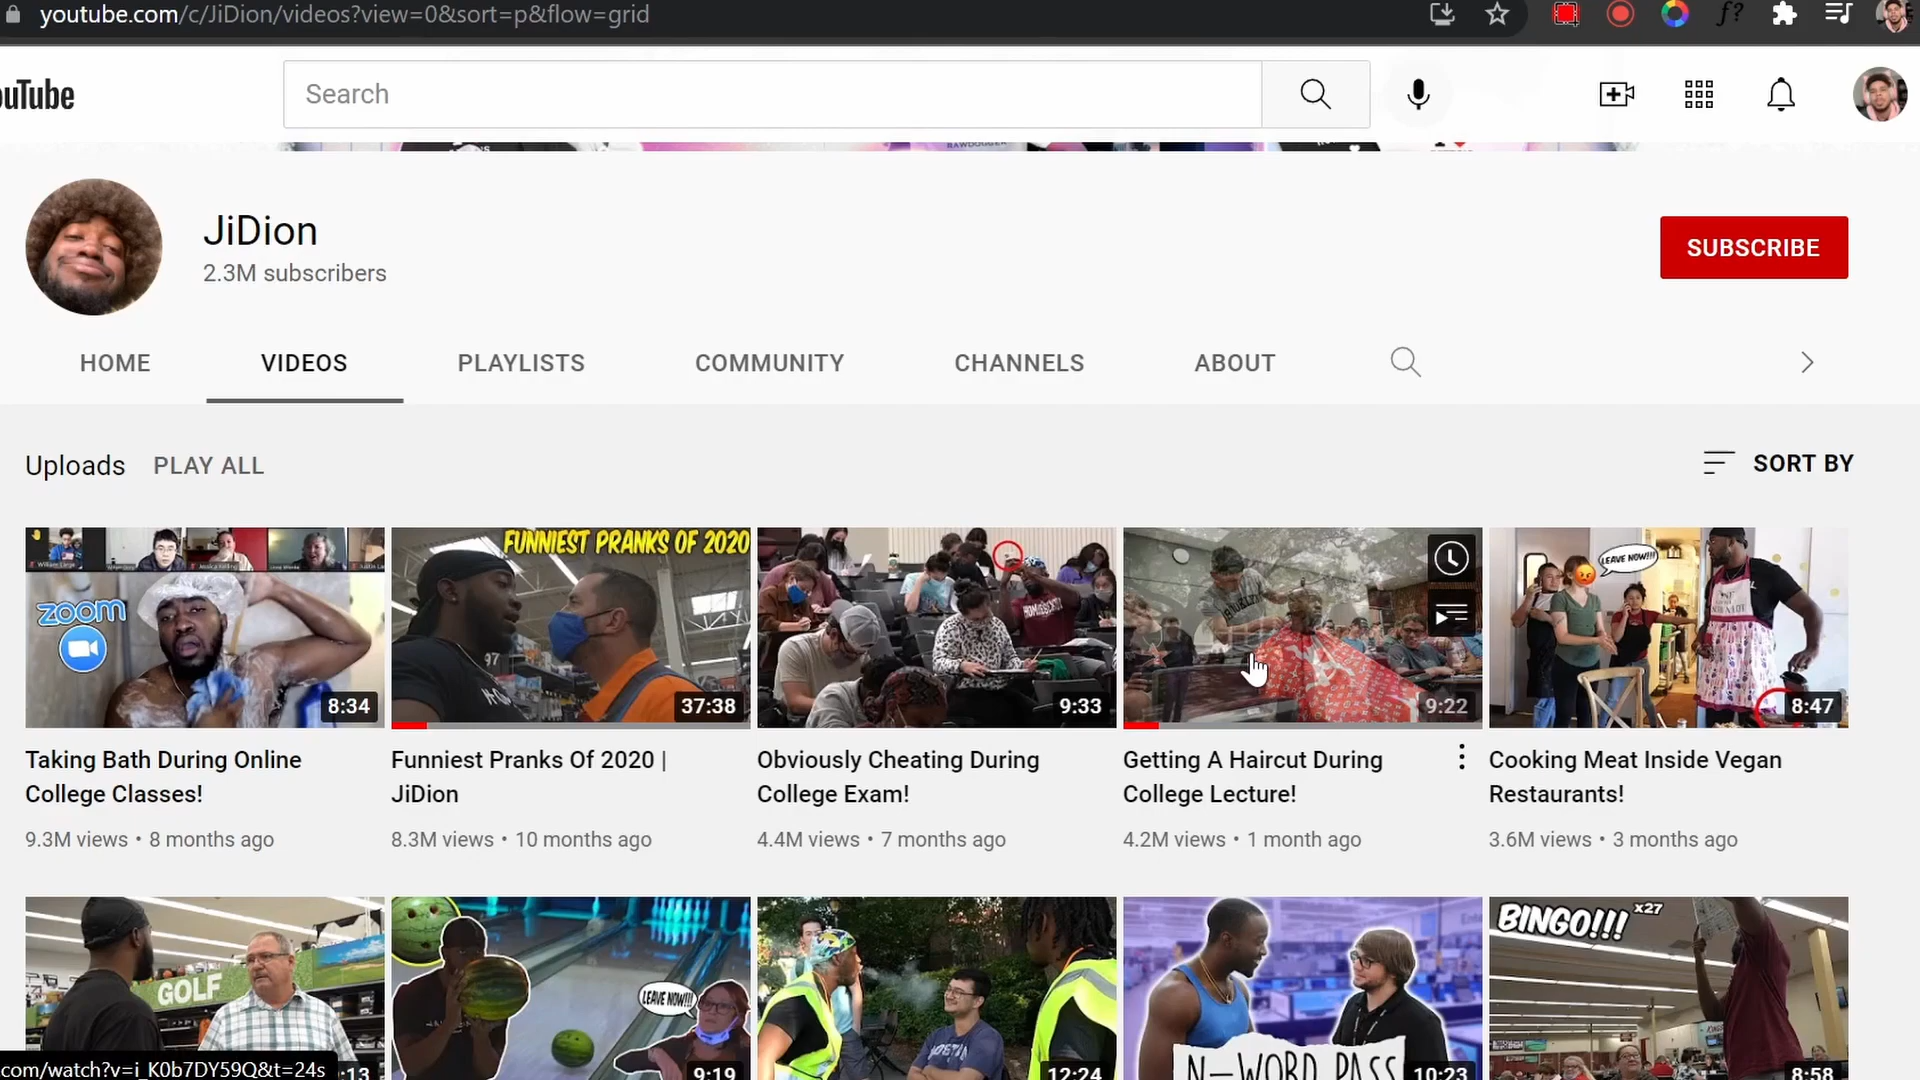 youtube.com/c/JiDion/videos?view=0&sort=p&flow=grid
f?
ouTube
Search
JiDion
2.3M subscribers
SUBSCRIBE
HOME
VIDEOS
PLAYLISTS
COMMUNITY
CHANNELS
ABOUT
Uploads
PLAY ALL
SORT BY
zoom
8:34
FUNNIEST PRANKS OF 2020
97
37:38
9:33
9:22
LEAVE NOW!!!
8:47
Taking Bath During Online
College Classes!
9.3M views • 8 months ago
Funniest Pranks Of 2020 |
JiDion
8.3M views • 10 months ago
Obviously Cheating During
College Exam!
4.4M views • 7 months ago
Getting A Haircut During
College Lecture!
4.2M views • 1 month ago
Cooking Meat Inside Vegan
Restaurants!
3.6M views • 3 months ago
GOLF
:13
LEAVE NOW!!!
9:19
12:24
N-WORD PASS
10:23
BINGO!!! x27
8:58
com/watch?v=i_K0b7DY59Q&t=24s